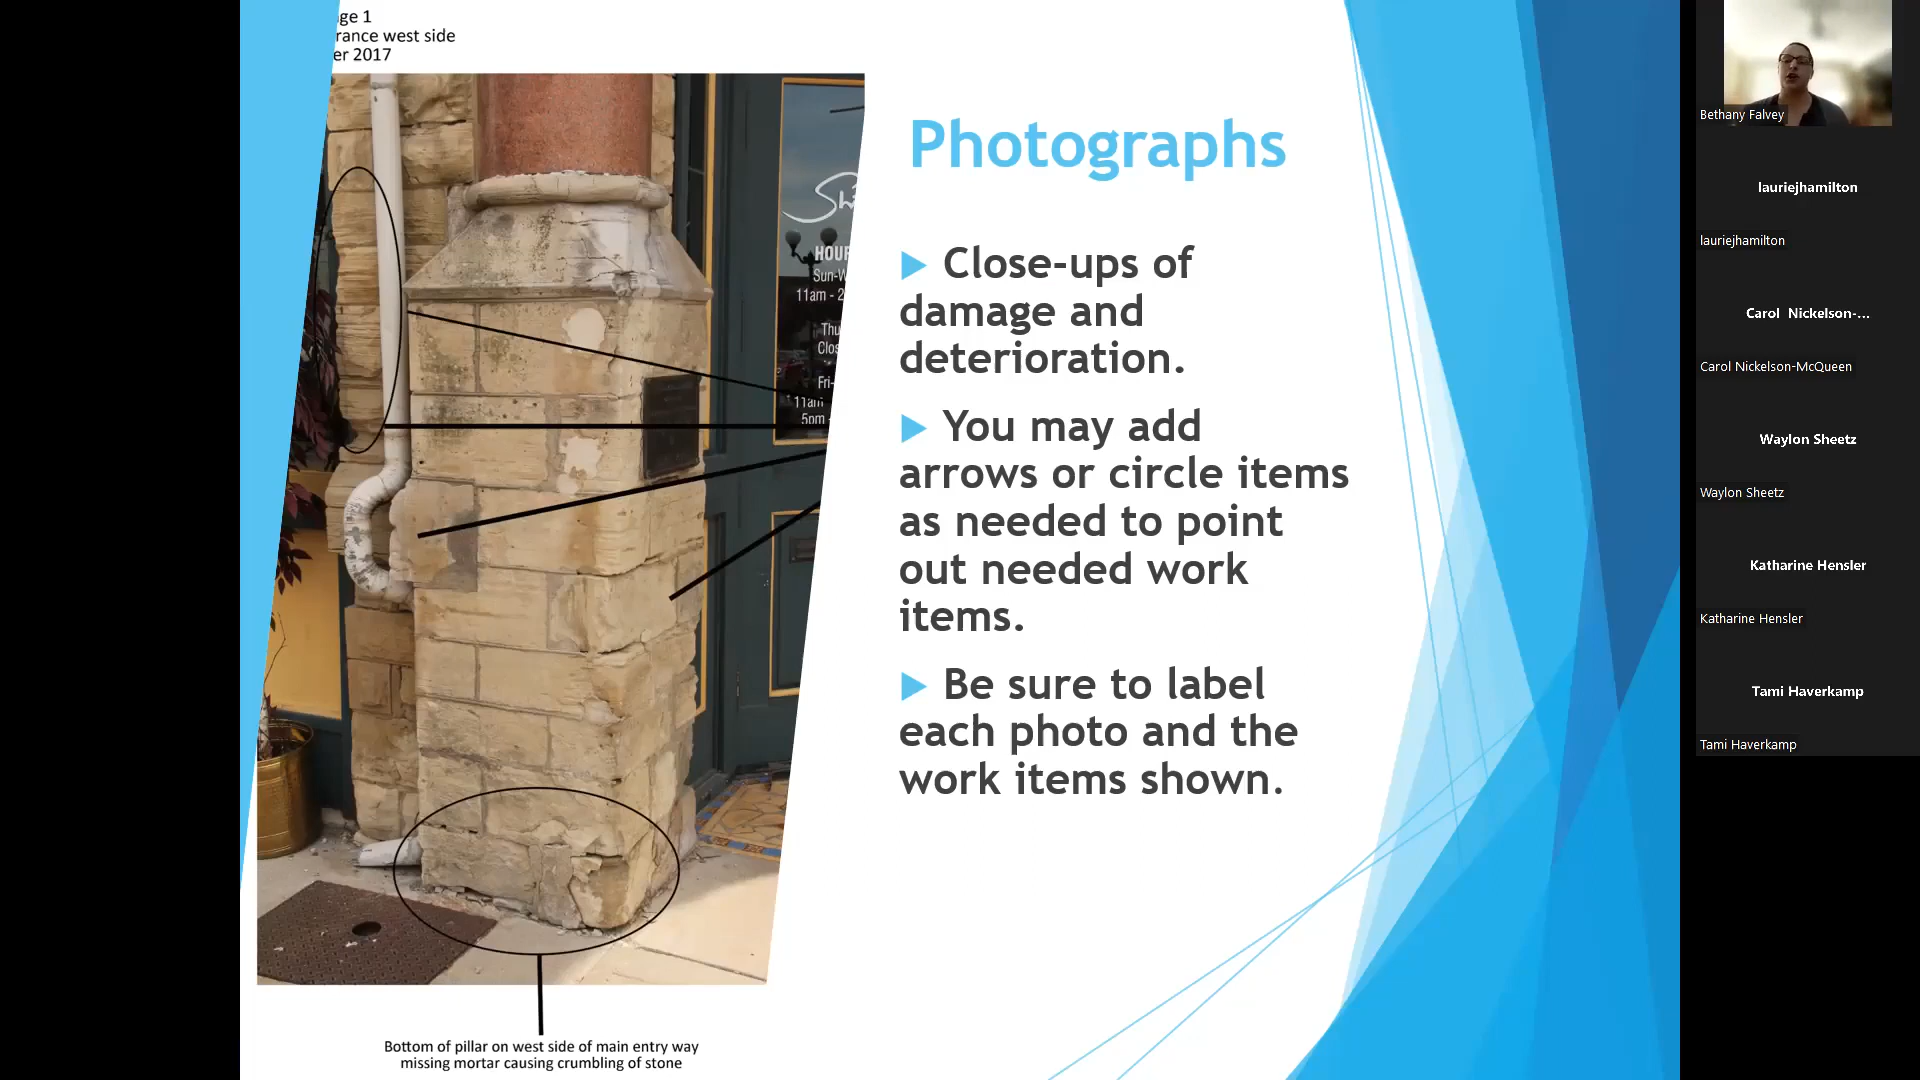 ge 1
rance west side
er 2017
HOUR
Sun-W
11am - 2
Thu
Clos
Fri-
11am
5pm -
Bottom of pillar on west side of main entry way
missing mortar causing crumbling of stone
Photographs
Close-ups of
damage and
deterioration.
You may add
arrows or circle items
as needed to point
out needed work
items.
Be sure to label
each photo and the
work items shown.
Bethany Falvey
lauriejhamilton
lauriejhamilton
Carol Nickelson-...
Carol Nickelson-McQueen
Waylon Sheetz
Waylon Sheetz
Katharine Hensler
Katharine Hensler
Tami Haverkamp
Tami Haverkamp